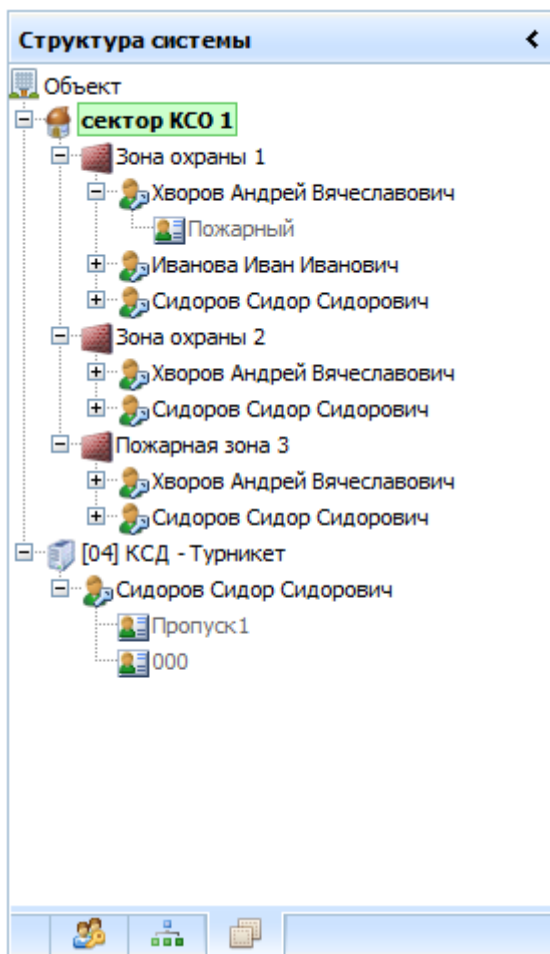 Структура системы
Объект
сектор КСО 1
Зона охраны 1
Хворов Андрей Вячеславович
Пожарный
Иванова Иван Иванович
Сидоров Сидор Сидорович
Зона охраны 2
Хворов Андрей Вячеславович
Сидоров Сидор Сидорович
Пожарная зона 3
Хворов Андрей Вячеславович
Сидоров Сидор Сидорович
[04] КСД - Турникет
Сидоров Сидор Сидорович
Пропуск1
000